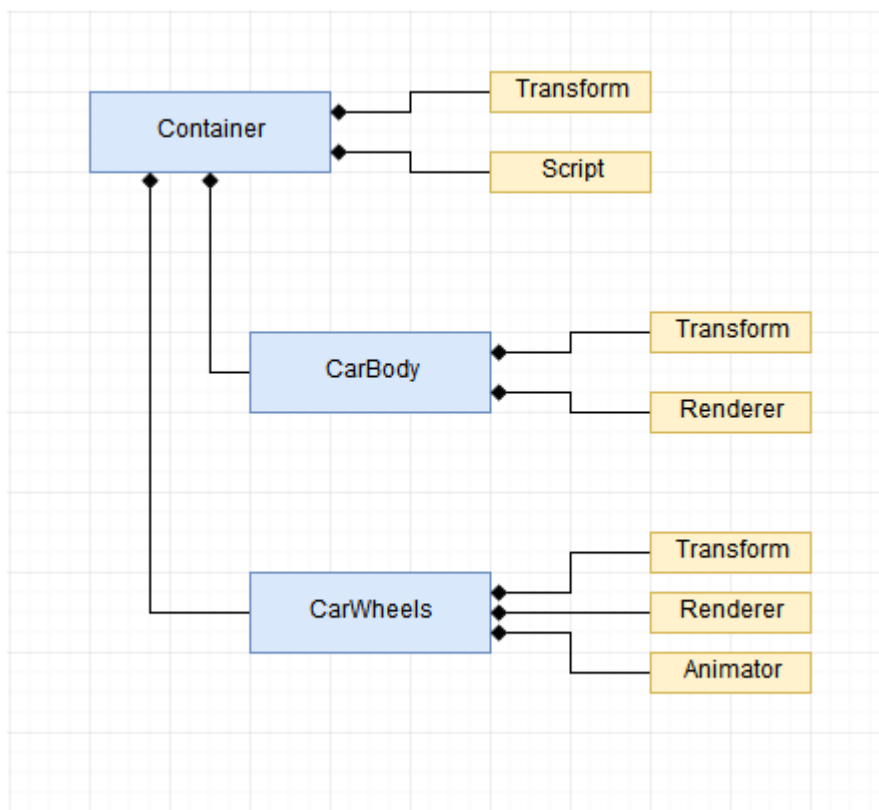 Transform
Container
Script
Transform
CarBody
Renderer
Transform
CarWheels
Renderer
Animator